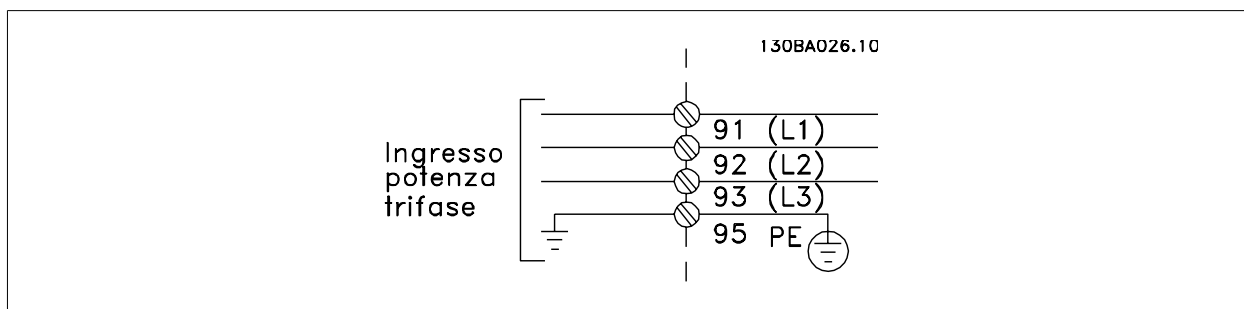 130BA026.10
Ingresso
potenza
trifase
91 (L1)
92 (L2)
93 (L3)
95 PE